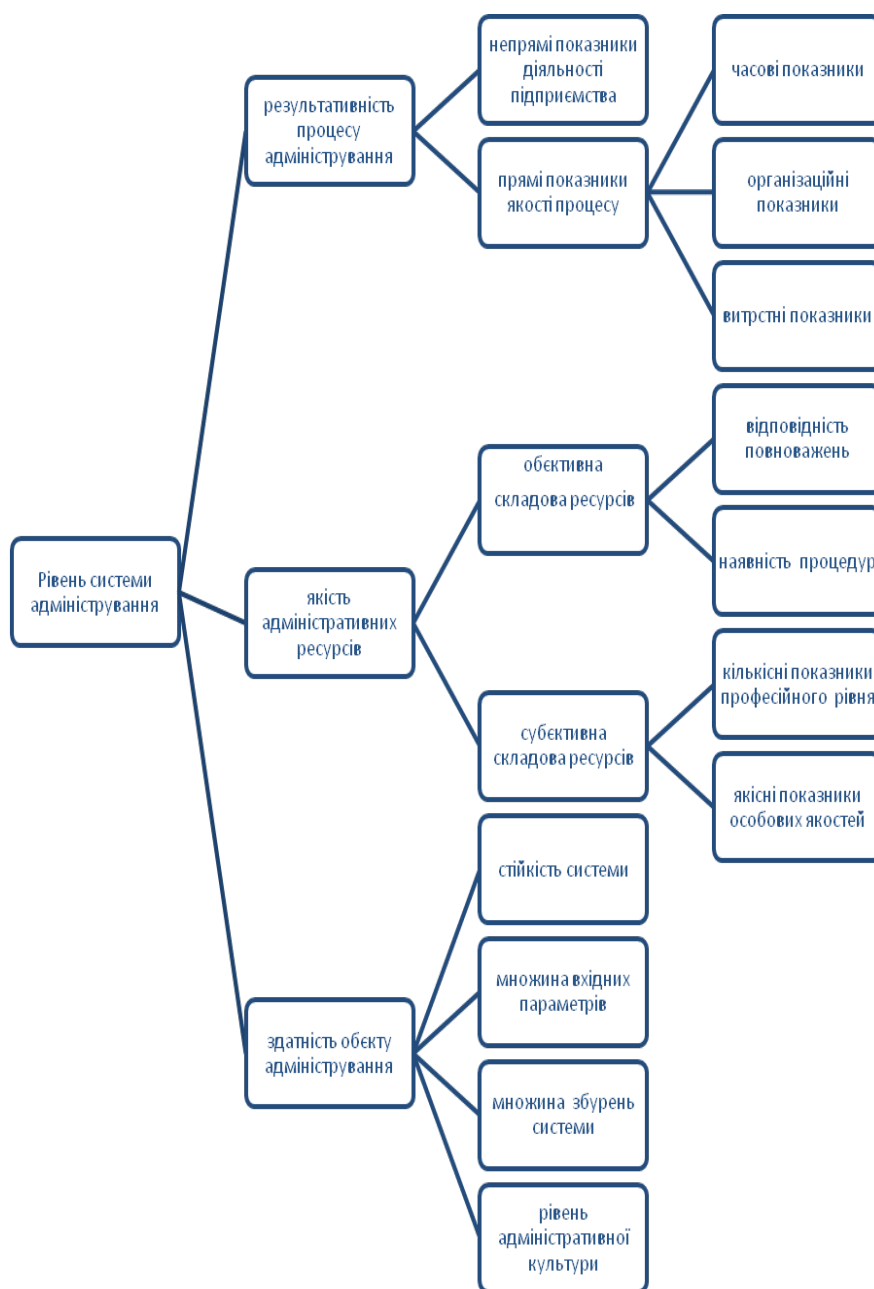 Рівень системи
адміністрування
результативність
процесу
адміністрування
непрямі показники
діяльності
підприємства
прямі показники
якості процесу
часові показники
організаційні
показники
витрстні показники
якість
адміністративних
ресурсів
обєктивна
складова ресурсів
відповідність
повноважень
наявність процедур
субєктивна
складова ресурсів
кількісні показники
професійного рівня
якісні показники
особових якостей
здатність обєкту
адміністрування
стійкість системи
множина вхідних
параметрів
множина збурень
системи
рівень
адміністративної
культури